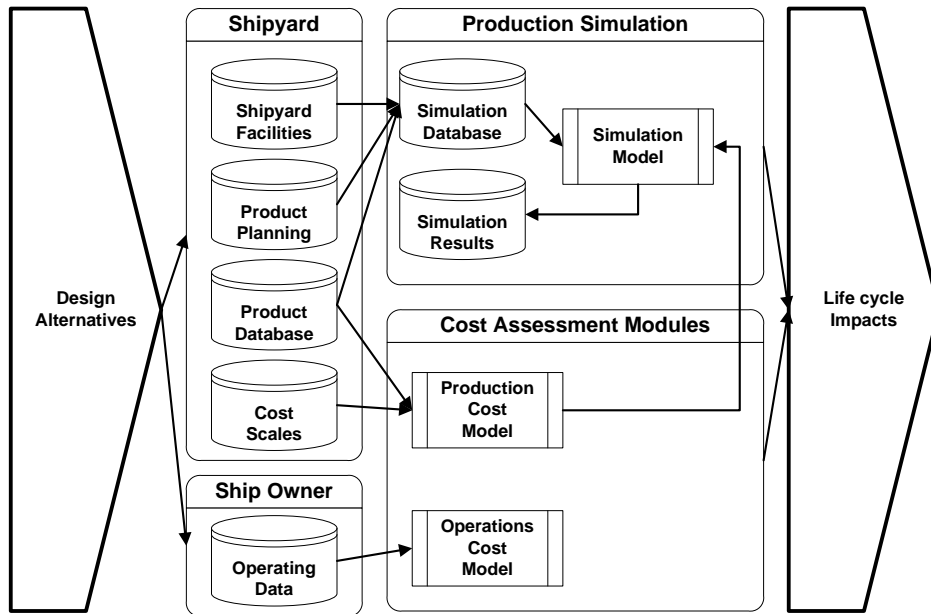 Shipyard
Production Simulation
Shipyard
Facilities
Simulation
Database
Simulation
Model
Product
Planning
Simulation
Results
Design
Alternatives
Product
Database
Life cycle
Impacts
Cost Assessment Modules
Cost
Scales
Production
Cost
Model
Ship Owner
Operating
Data
Operations
Cost
Model